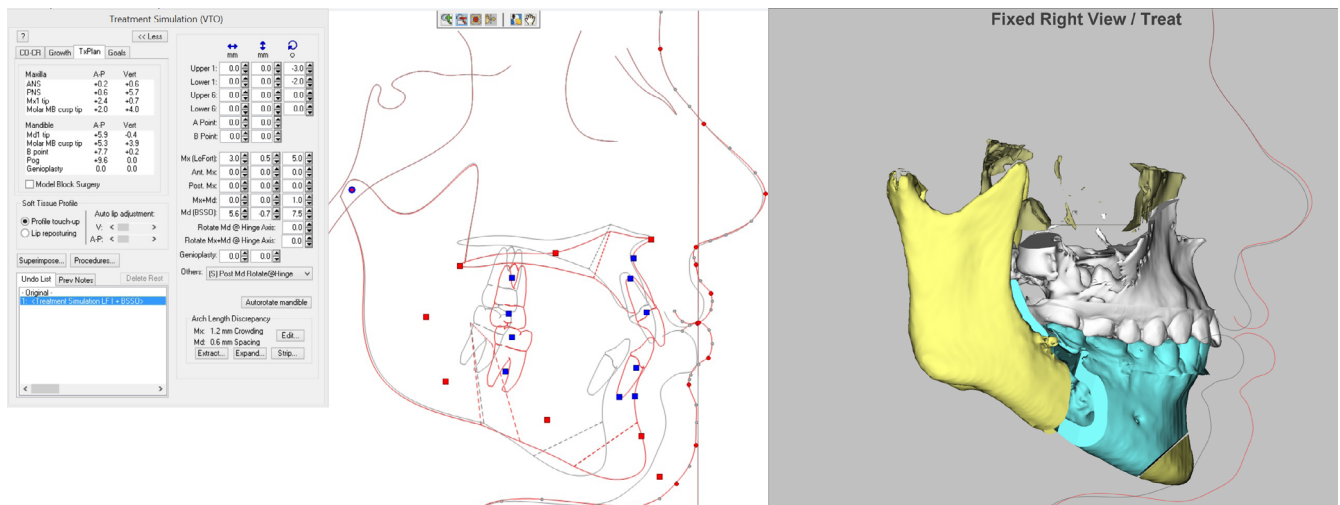 Treatment Simulation (VTO)
? << Less
CO-CR Growth TxPlan Goals
Maxilla A-P Vert
ANS +0.2 +0.6
PNS +0.6 +5.7
Mx1 tip +2.4 +0.7
Molar MB cusp tip +2.0 +4.0
Mandible A-P Vert
Md1 tip +5.9 -0.4
Molar MB cusp tip +5.3 +3.9
B point +7.7 +0.2
Pog +9.6 0.0
Genioplasty 0.0 0.0
Model Block Surgery
Soft Tissue Profile
Profile touch-up
Lip reposturing
Auto lip adjustment:
V: < >
A-P: < >
Superimpose... Procedures...
Undo List Prev Notes Delete Rest
- Original -
1: <Treatment Simulation LF I + BSSO>
mm mm o
Upper 1: 0.0 0.0 -3.0
Lower 1: 0.0 0.0 -2.0
Upper 6: 0.0 0.0 0.0
Lower 6: 0.0 0.0 0.0
A Point: 0.0 0.0
B Point: 0.0 0.0
Mx (LeFort): 3.0 0.5 5.0
Ant. Mx: 0.0 0.0 0.0
Post. Mx: 0.0 0.0 0.0
Mx+Md: 0.0 0.0 1.0
Md (BSSO): 5.6 -0.7 7.5
Rotate Md @ Hinge Axis: 0.0
Rotate Mx+Md @ Hinge Axis: 0.0
Genioplasty: 0.0 0.0
Others: (S) Post Md Rotate@Hinge
Autorotate mandible
Arch Length Discrepancy
Mx: 1.2 mm Crowding
Md: 0.6 mm Spacing
Edit...
Extract... Expand... Strip...
Fixed Right View / Treat